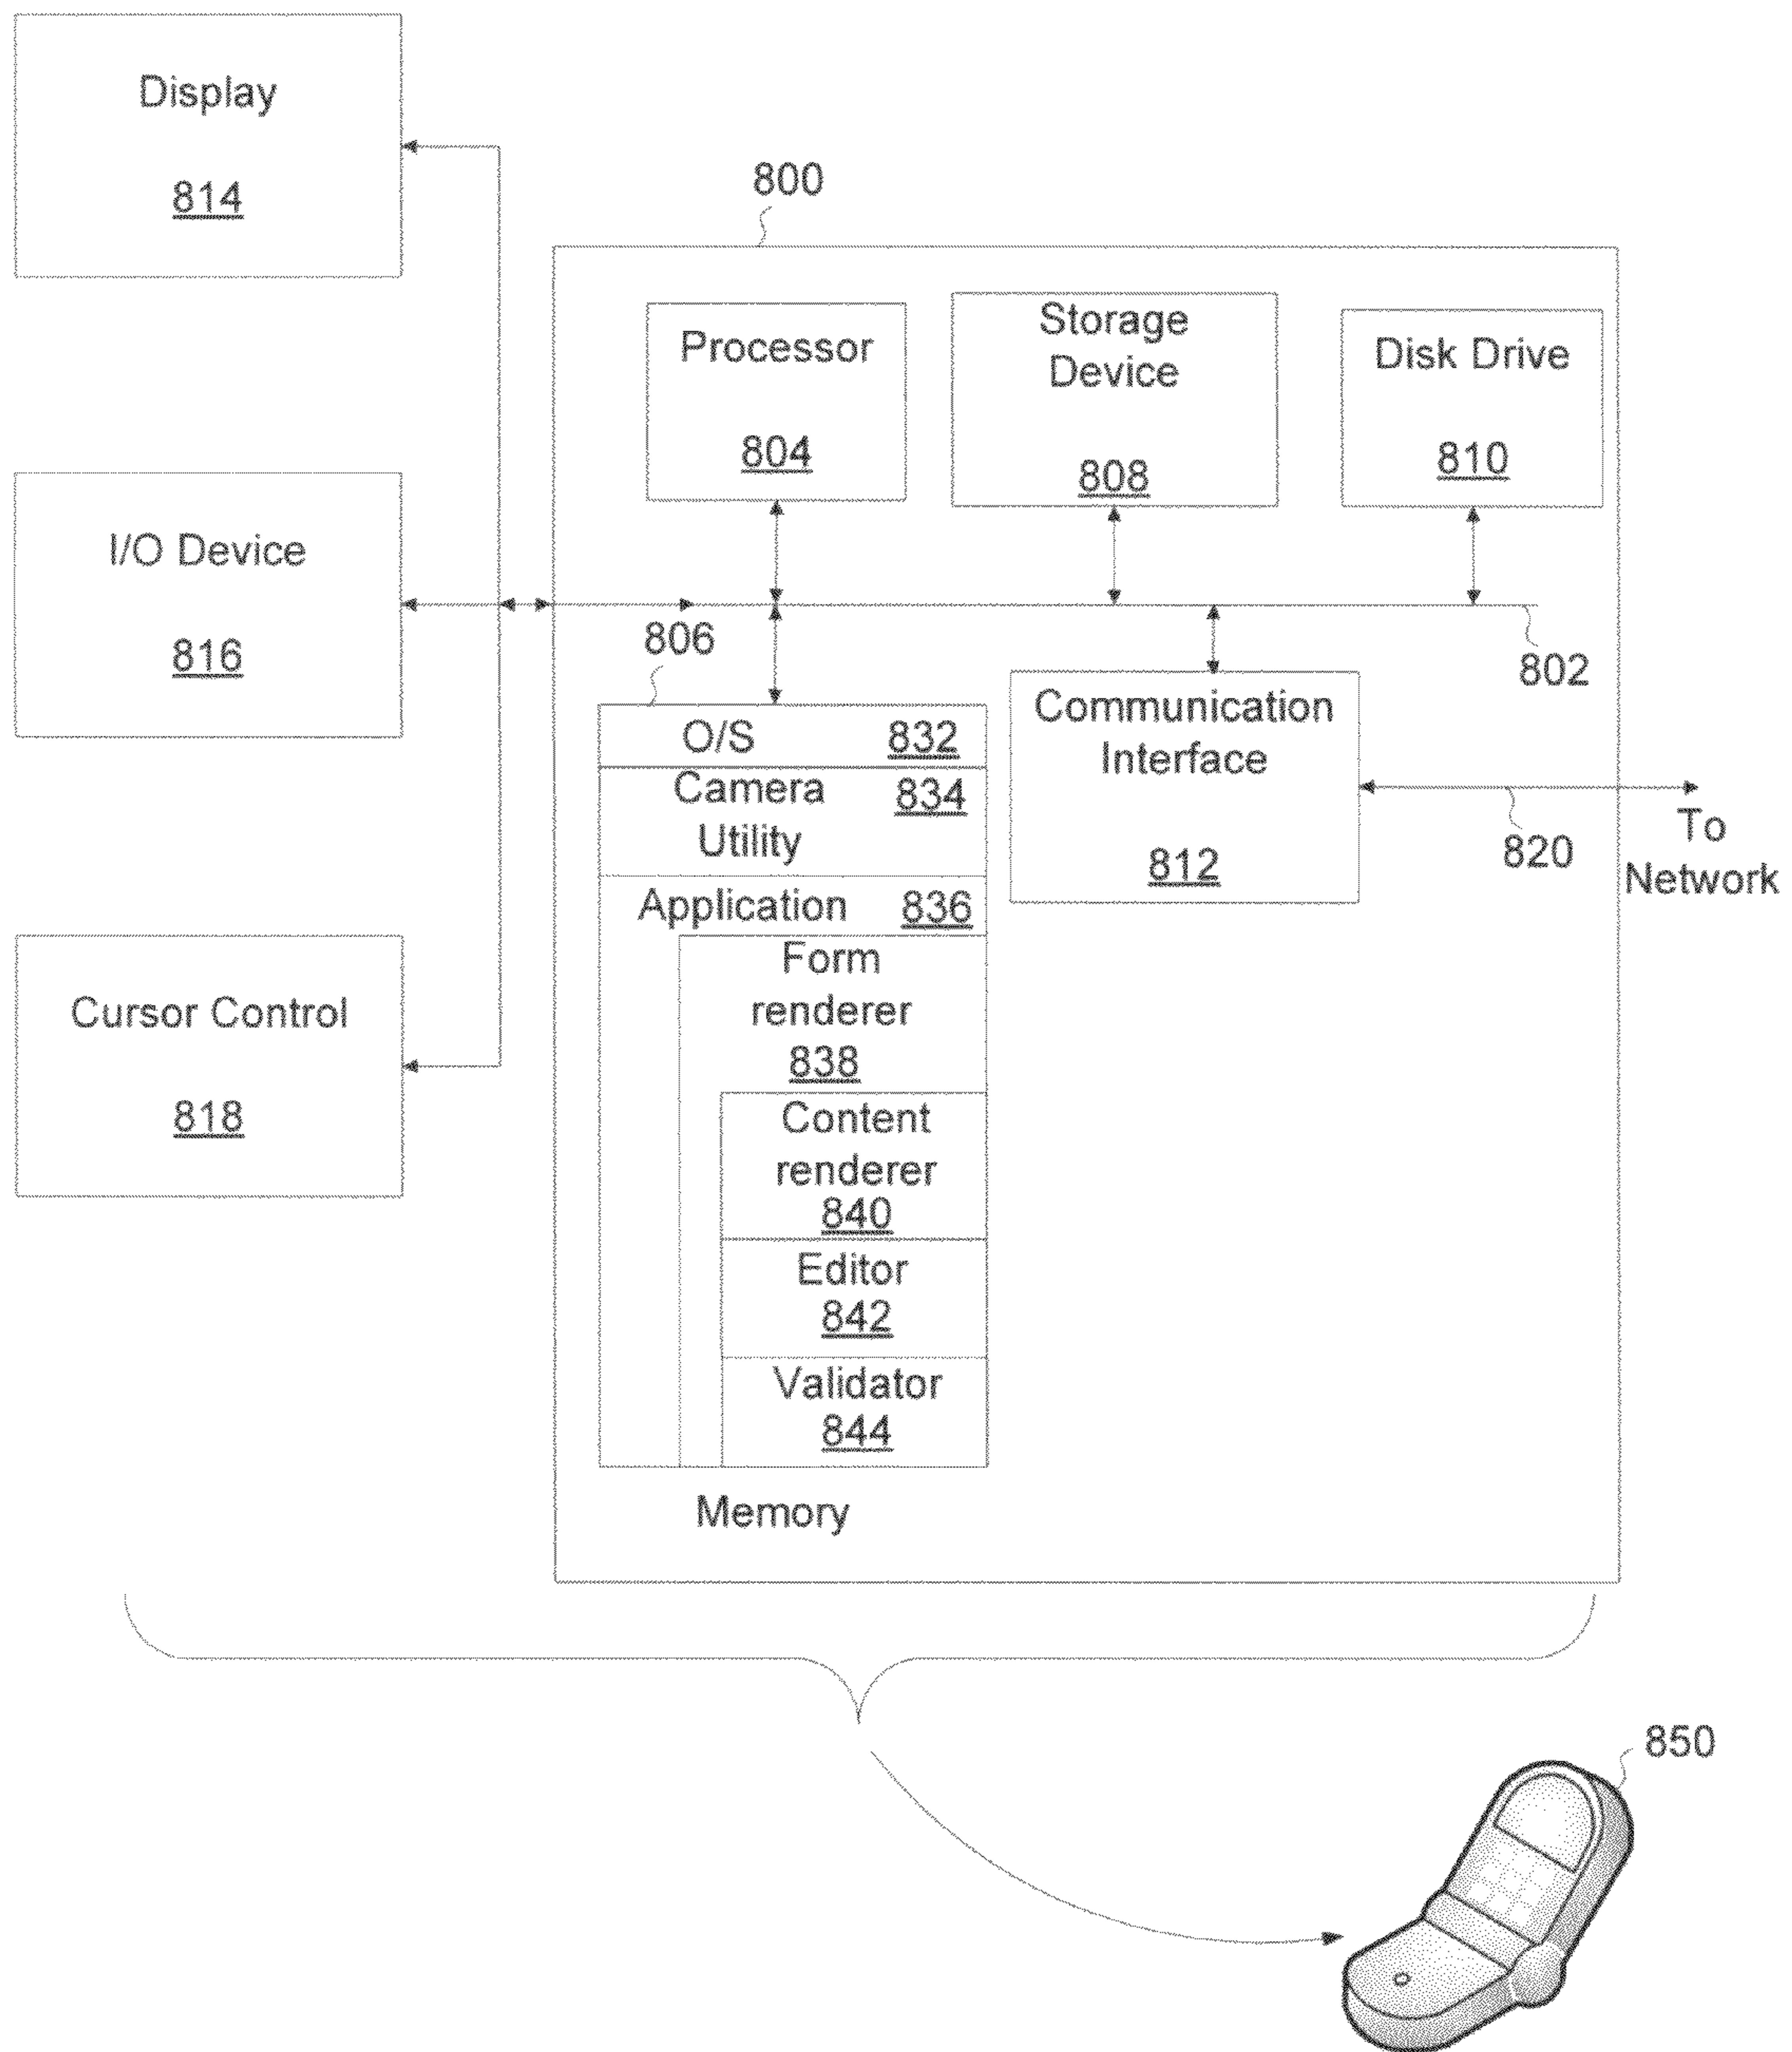 Display
814
800
Processor
804
Storage
Device
808
Disk Drive
810
I/O Device
816
806
802
O/S 832
Camera 834
Utility
Application 836
Form
renderer
838
Content
renderer
840
Editor
842
Validator
844
Memory
Communication
Interface
812
820
To
Network
Cursor Control
818
850